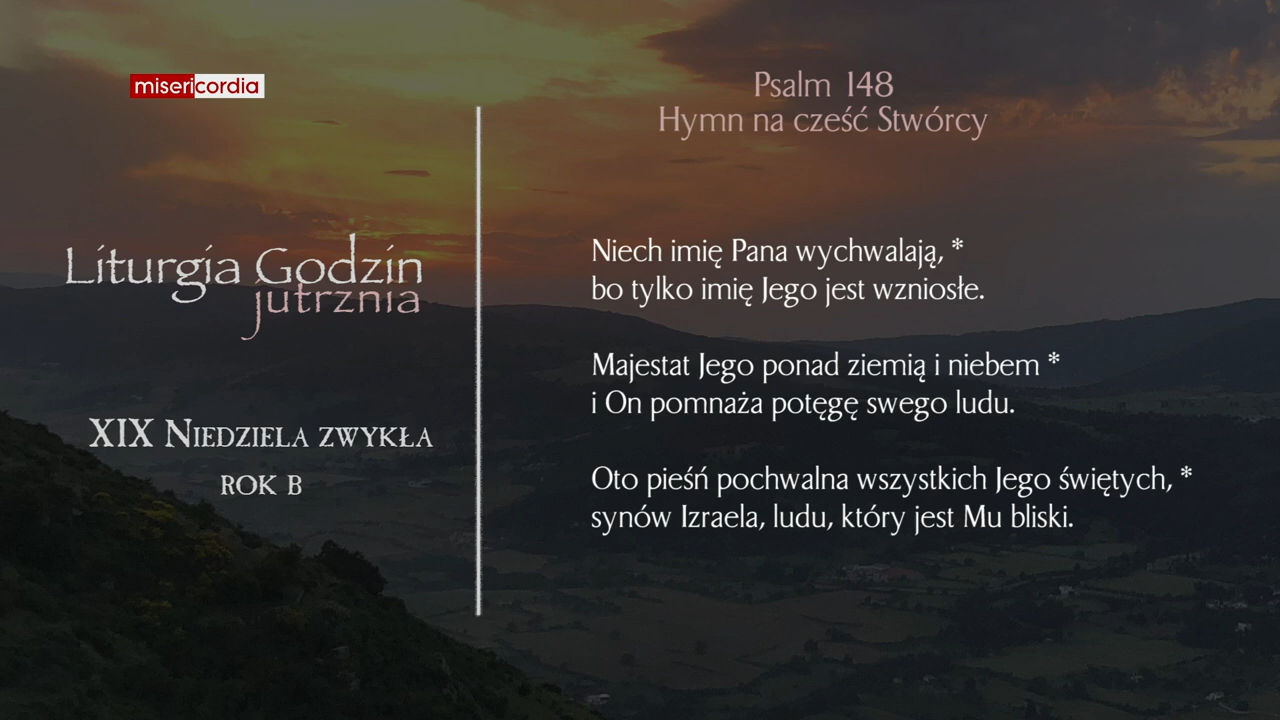 misericordia
Liturgia Godzin
jutrznia
XIX Niedziela zwykła
rok B
Psalm 148
Hymn na cześć Stwórcy
Niech imię Pana wychwalają, *
bo tylko imię Jego jest wzniosłe.
Majestat Jego ponad ziemią i niebem *
i On pomnaża potęgę swego ludu.
Oto pieśń pochwalna wszystkich Jego świętych, *
synów Izraela, ludu, który jest Mu bliski.